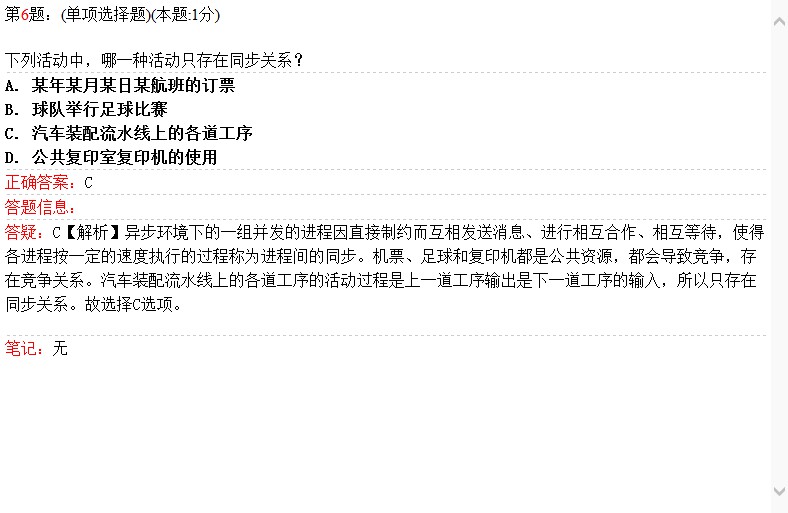 第6题：(单项选择题)(本题:1分)
下列活动中，哪一种活动只存在同步关系？
A. 某年某月某日某航班的订票
B. 球队举行足球比赛
C. 汽车装配流水线上的各道工序
D. 公共复印室复印机的使用
正确答案：C
答题信息：
答疑：C【解析】异步环境下的一组并发的进程因直接制约而互相发送消息、进行相互合作、相互等待，使得
各进程按一定的速度执行的过程称为进程间的同步。机票、足球和复印机都是公共资源，都会导致竞争，存
在竞争关系。汽车装配流水线上的各道工序的活动过程是上一道工序输出是下一道工序的输入，所以只存在
同步关系。故选择C选项。
笔记：无